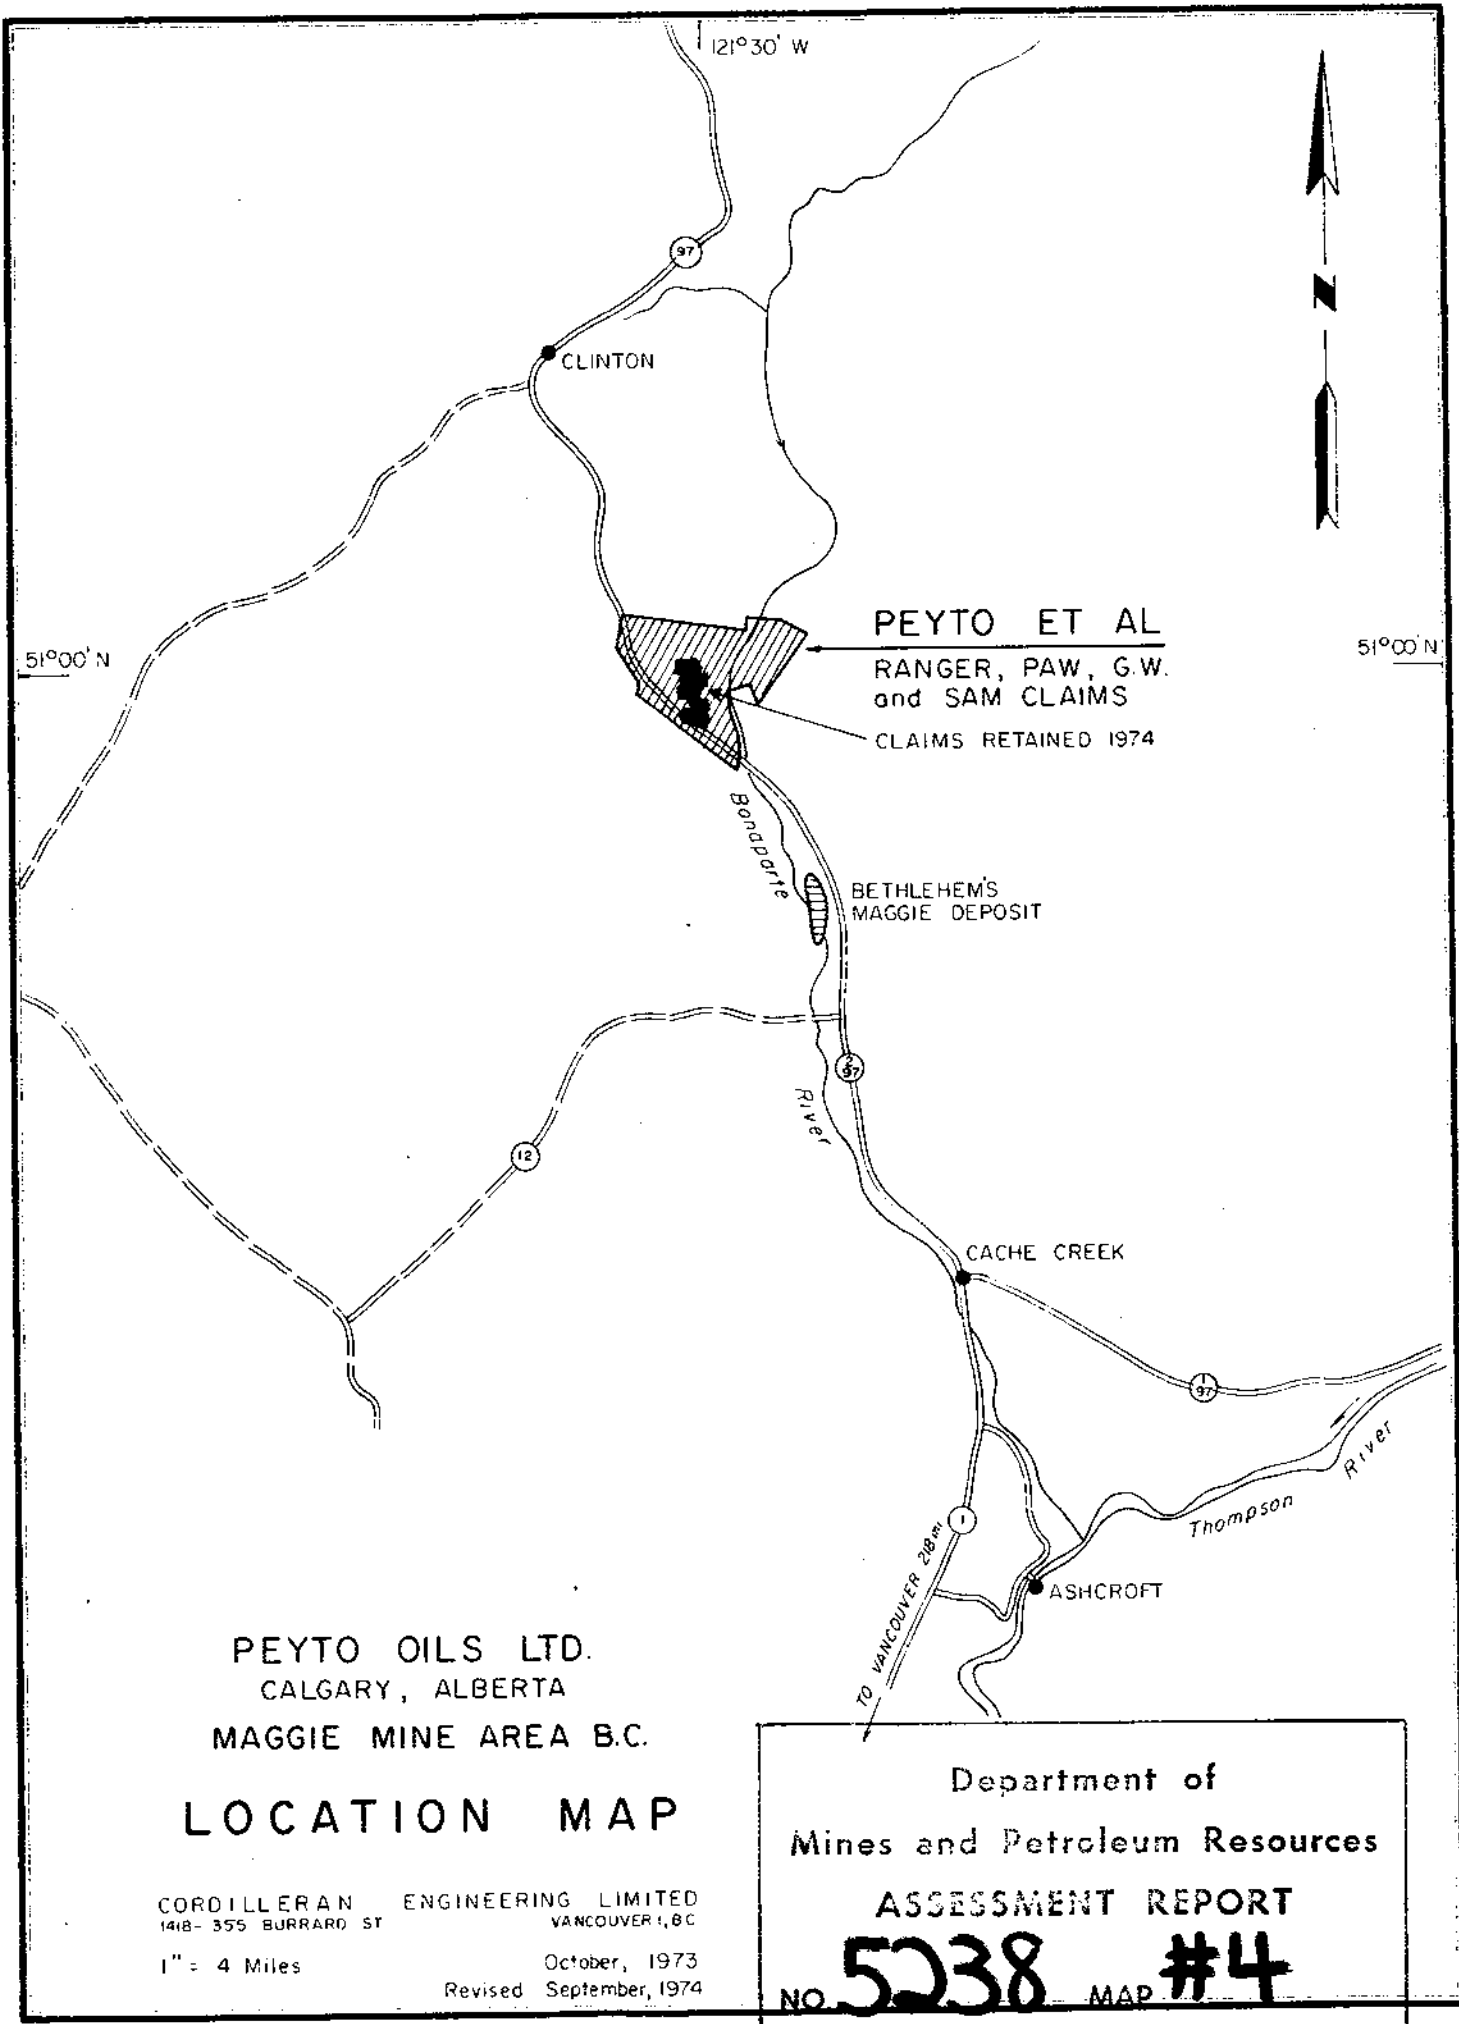 121°30' W
97
CLINTON
N
PEYTO ET AL
RANGER, PAW, G.W.
and SAM CLAIMS
CLAIMS RETAINED 1974
51°00' N
51°00' N
Bonaparte
BETHLEHEM'S
MAGGIE DEPOSIT
97
River
12
CACHE CREEK
1
97
Thompson River
1
TO VANCOUVER 218 mi
ASHCROFT
PEYTO OILS LTD.
CALGARY, ALBERTA
MAGGIE MINE AREA B.C.
LOCATION MAP
CORDILLERAN ENGINEERING LIMITED
1418-355 BURRARD ST VANCOUVER 1, B C
1" = 4 Miles October, 1973
Revised September, 1974
Department of
Mines and Petroleum Resources
ASSESSMENT REPORT
NO. 5238 MAP #4